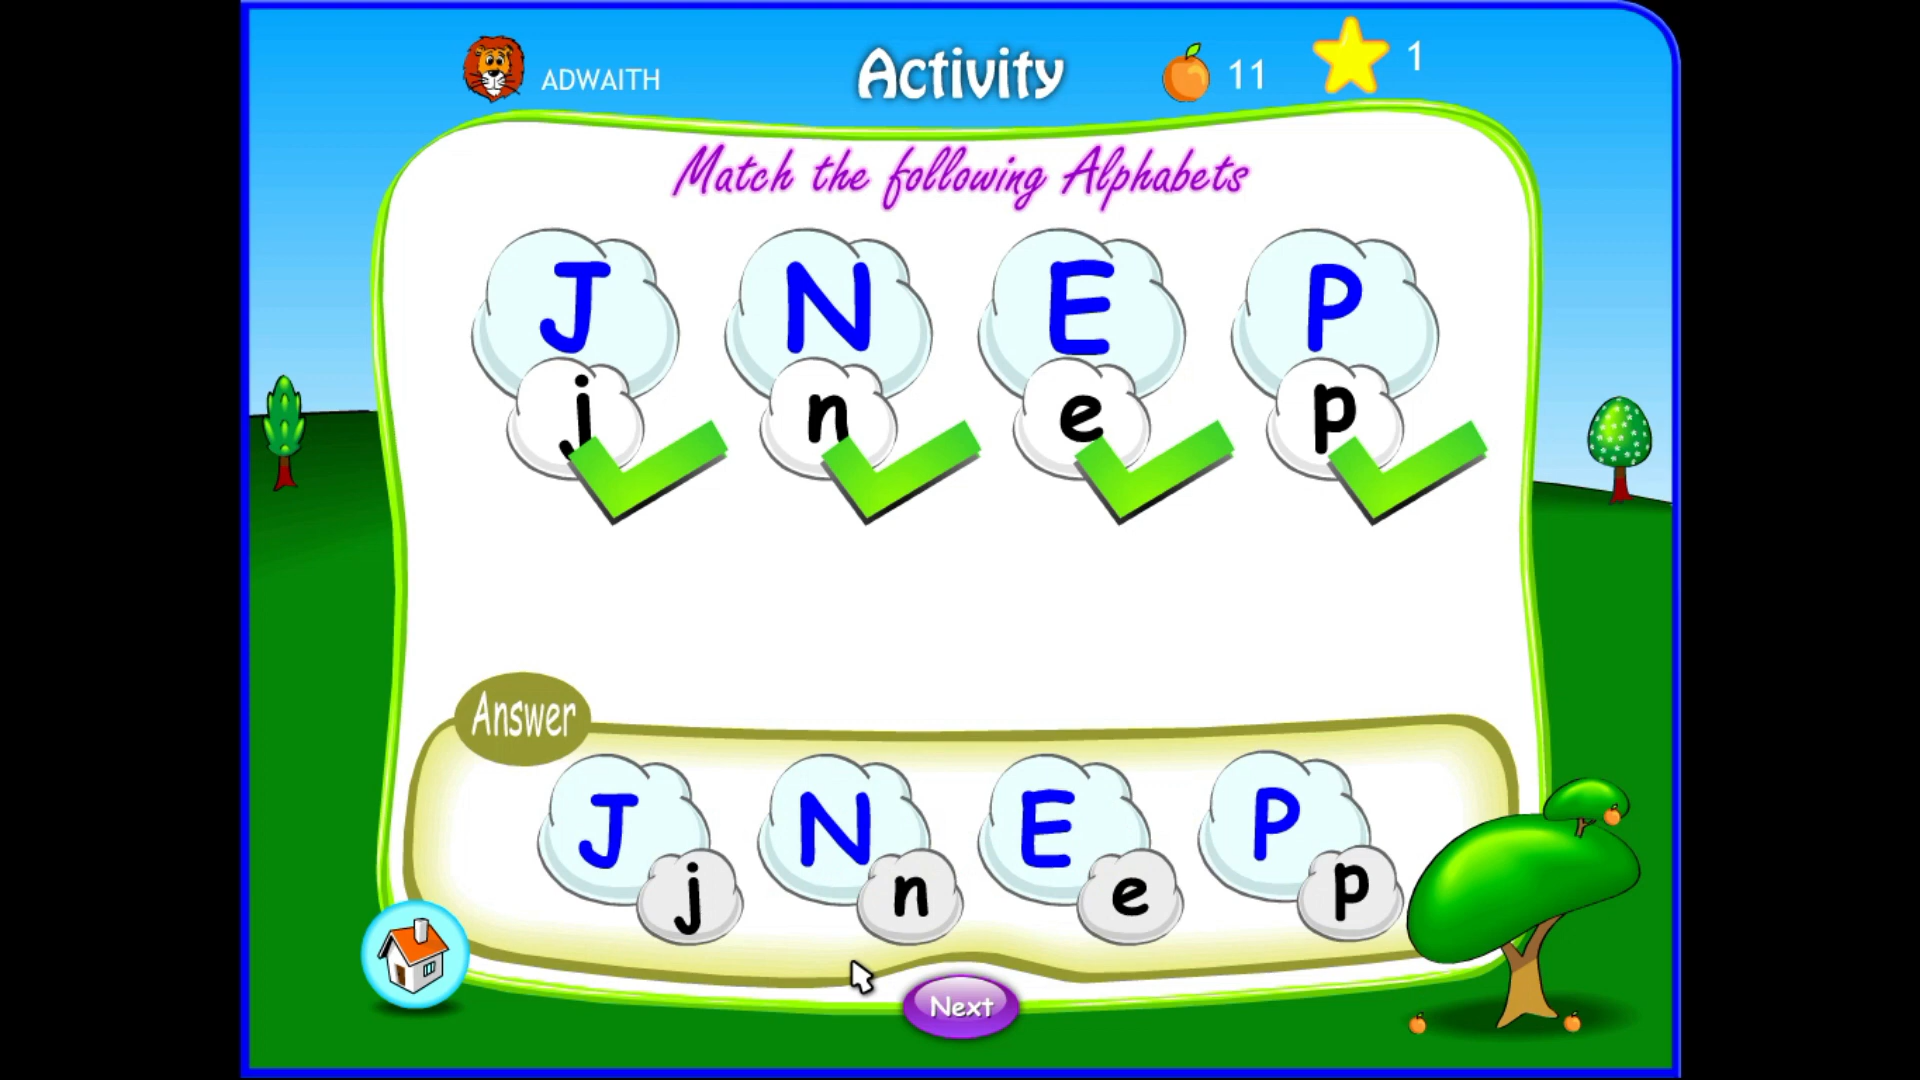 ADWAITH Activity 11 1
Match the following Alphabets
J N E P
j n e p
Answer
J N E P
j n e p
Next